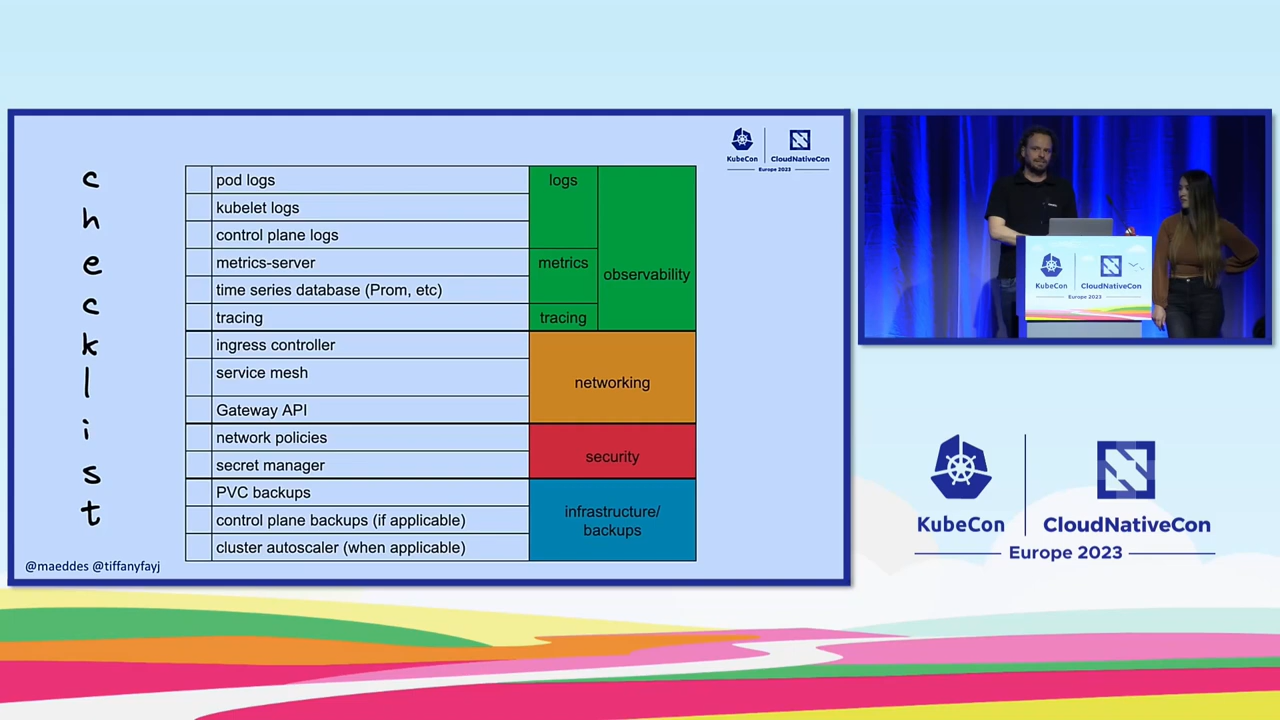 KubeCon
CloudNativeCon
Europe 2023
checklist
pod logs
kubelet logs
control plane logs
metrics-server
time series database (Prom, etc)
tracing
ingress controller
service mesh
Gateway API
network policies
secret manager
PVC backups
control plane backups (if applicable)
cluster autoscaler (when applicable)
logs
metrics
tracing
observability
networking
security
infrastructure/
backups
@maeddes @tiffanyfayj
KubeCon
CloudNativeCon
Europe 2023
KubeCon
CloudNativeCon
Europe 2023